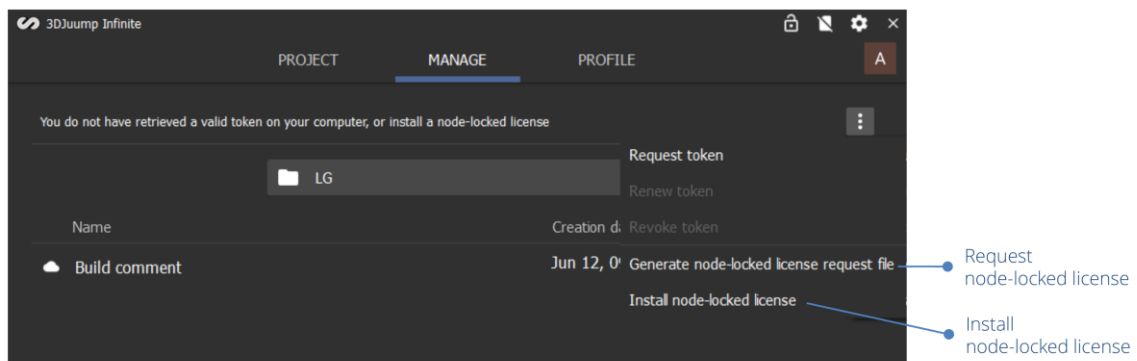 3DJuump Infinite
PROJECT MANAGE PROFILE A
You do not have retrieved a valid token on your computer, or install a node-locked license
Request token
LG
Renew token
Name Creation Revoke token
Build comment Jun 12, Generate node-locked license request file
Request
node-locked license
Install node-locked license
Install
node-locked license